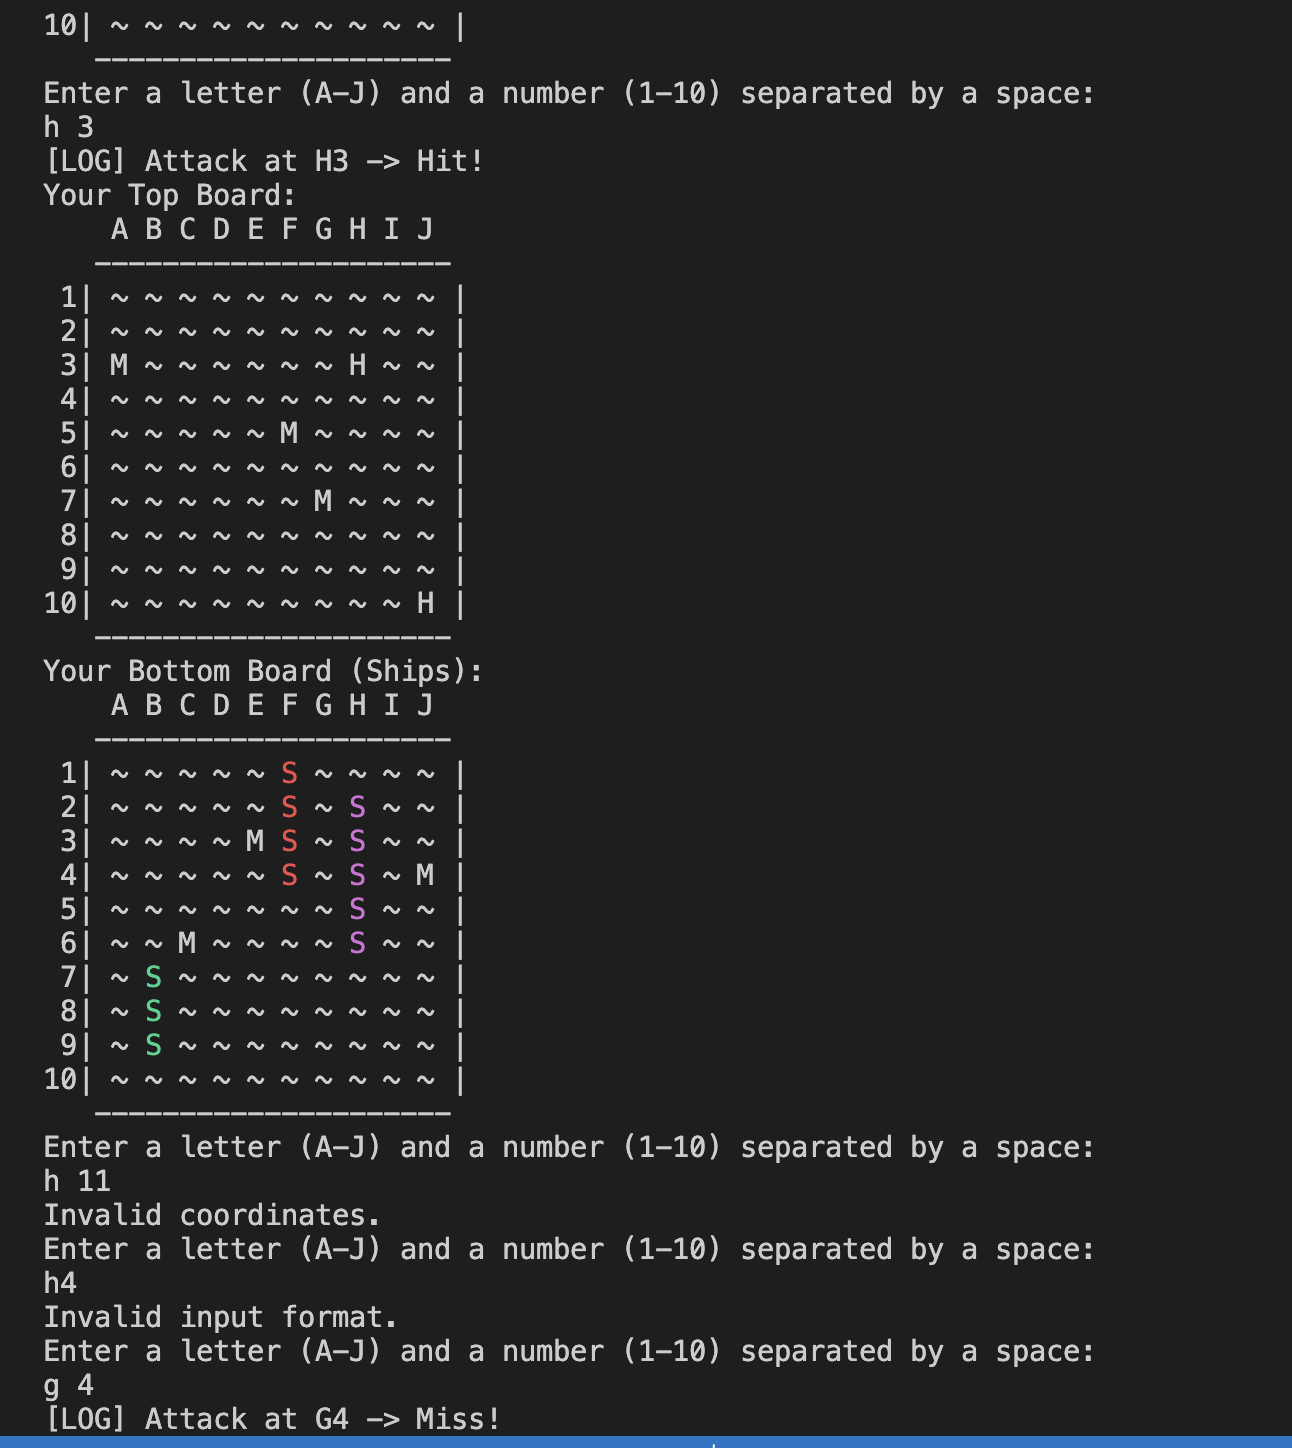 10| ~ ~ ~ ~ ~ ~ ~ ~ ~ ~ |
   ---------------------
Enter a letter (A-J) and a number (1-10) separated by a space:
h 3
[LOG] Attack at H3 -> Hit!
Your Top Board:
    A B C D E F G H I J
   ---------------------
 1| ~ ~ ~ ~ ~ ~ ~ ~ ~ ~ |
 2| ~ ~ ~ ~ ~ ~ ~ ~ ~ ~ |
 3| M ~ ~ ~ ~ ~ ~ H ~ ~ |
 4| ~ ~ ~ ~ ~ ~ ~ ~ ~ ~ |
 5| ~ ~ ~ ~ ~ M ~ ~ ~ ~ |
 6| ~ ~ ~ ~ ~ ~ ~ ~ ~ ~ |
 7| ~ ~ ~ ~ ~ ~ M ~ ~ ~ |
 8| ~ ~ ~ ~ ~ ~ ~ ~ ~ ~ |
 9| ~ ~ ~ ~ ~ ~ ~ ~ ~ ~ |
10| ~ ~ ~ ~ ~ ~ ~ ~ ~ H |
   ---------------------
Your Bottom Board (Ships):
    A B C D E F G H I J
   ---------------------
 1| ~ ~ ~ ~ ~ S ~ ~ ~ ~ |
 2| ~ ~ ~ ~ ~ S ~ S ~ ~ |
 3| ~ ~ ~ ~ M S ~ S ~ ~ |
 4| ~ ~ ~ ~ ~ S ~ S ~ M |
 5| ~ ~ ~ ~ ~ ~ ~ S ~ ~ |
 6| ~ ~ M ~ ~ ~ ~ S ~ ~ |
 7| ~ S ~ ~ ~ ~ ~ ~ ~ ~ |
 8| ~ S ~ ~ ~ ~ ~ ~ ~ ~ |
 9| ~ S ~ ~ ~ ~ ~ ~ ~ ~ |
10| ~ ~ ~ ~ ~ ~ ~ ~ ~ ~ |
   ---------------------
Enter a letter (A-J) and a number (1-10) separated by a space:
h 11
Invalid coordinates.
Enter a letter (A-J) and a number (1-10) separated by a space:
h4
Invalid input format.
Enter a letter (A-J) and a number (1-10) separated by a space:
g 4
[LOG] Attack at G4 -> Miss!